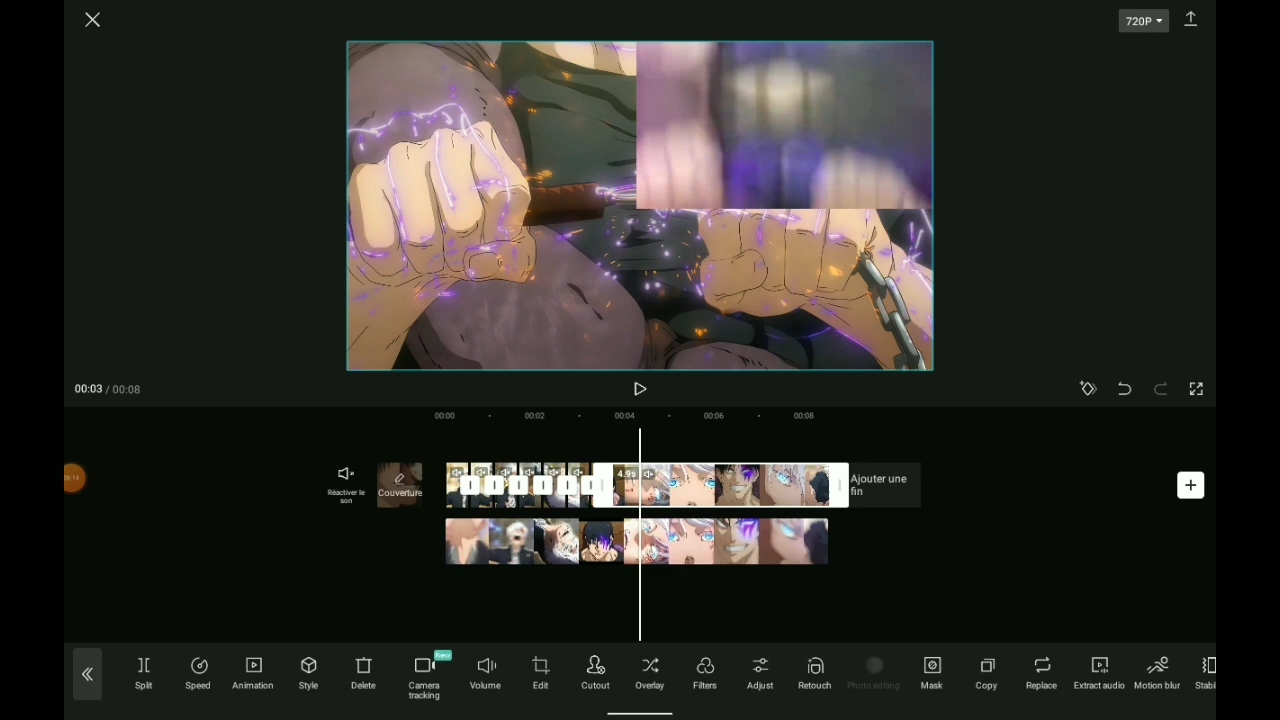 720P
00:03 / 00:08
00:00
00:02
00:04
00:06
00:08
4.9s
Réactiver le
son
Couverture
Ajouter une
fin
New
Split
Speed
Animation
Style
Delete
Camera
tracking
Volume
Edit
Cutout
Overlay
Filters
Adjust
Retouch
Photo editing
Mask
Copy
Replace
Extract audio
Motion blur
Stabi